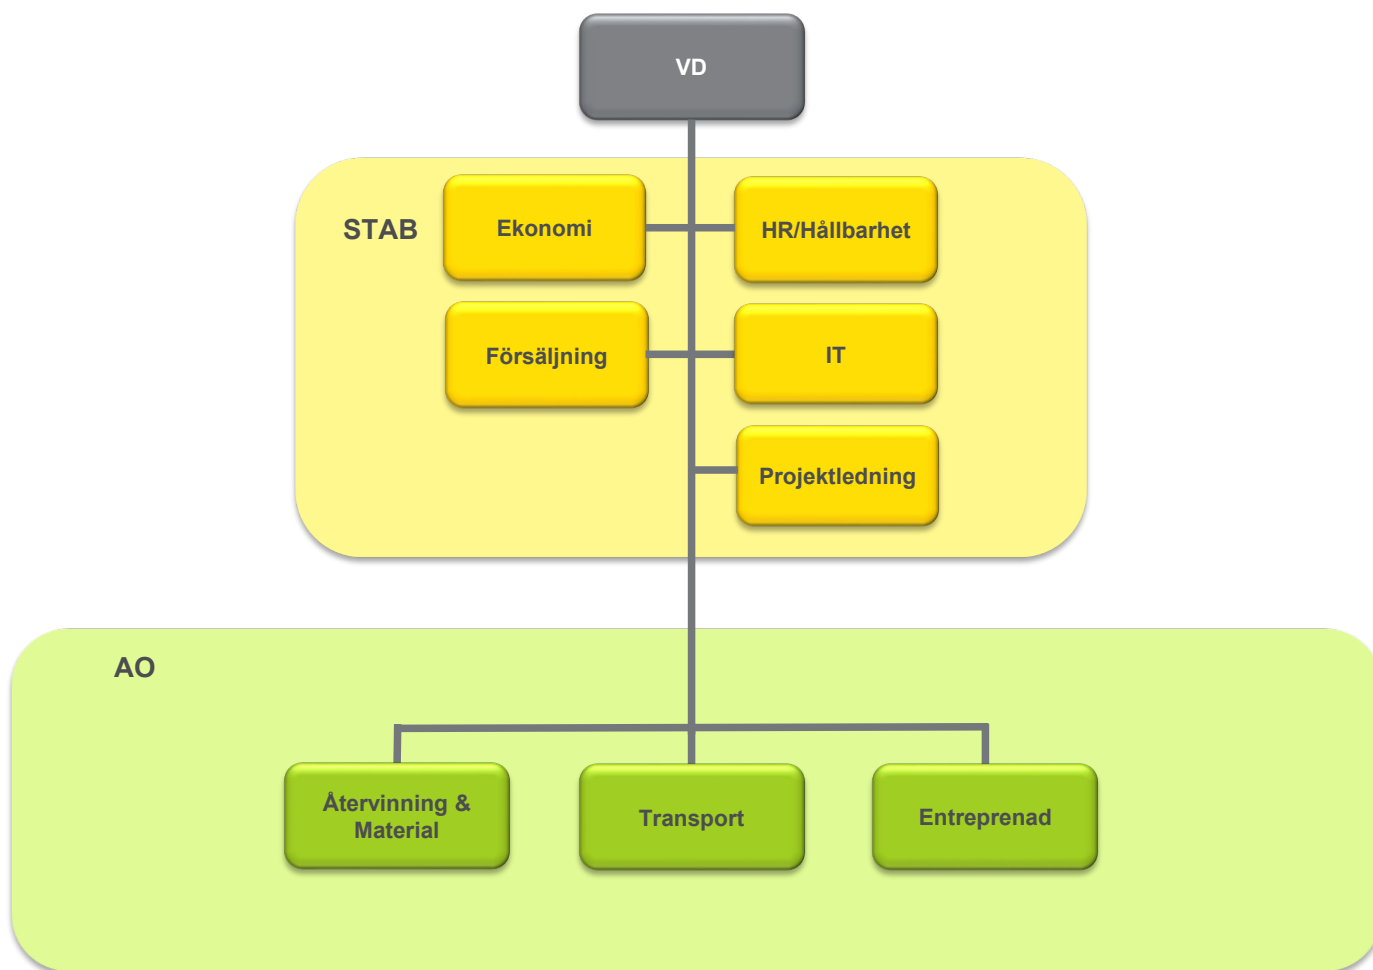 VD
STAB
Ekonomi
HR/Hållbarhet
Försäljning
IT
Projektledning
AO
Återvinning &
Material
Transport
Entreprenad